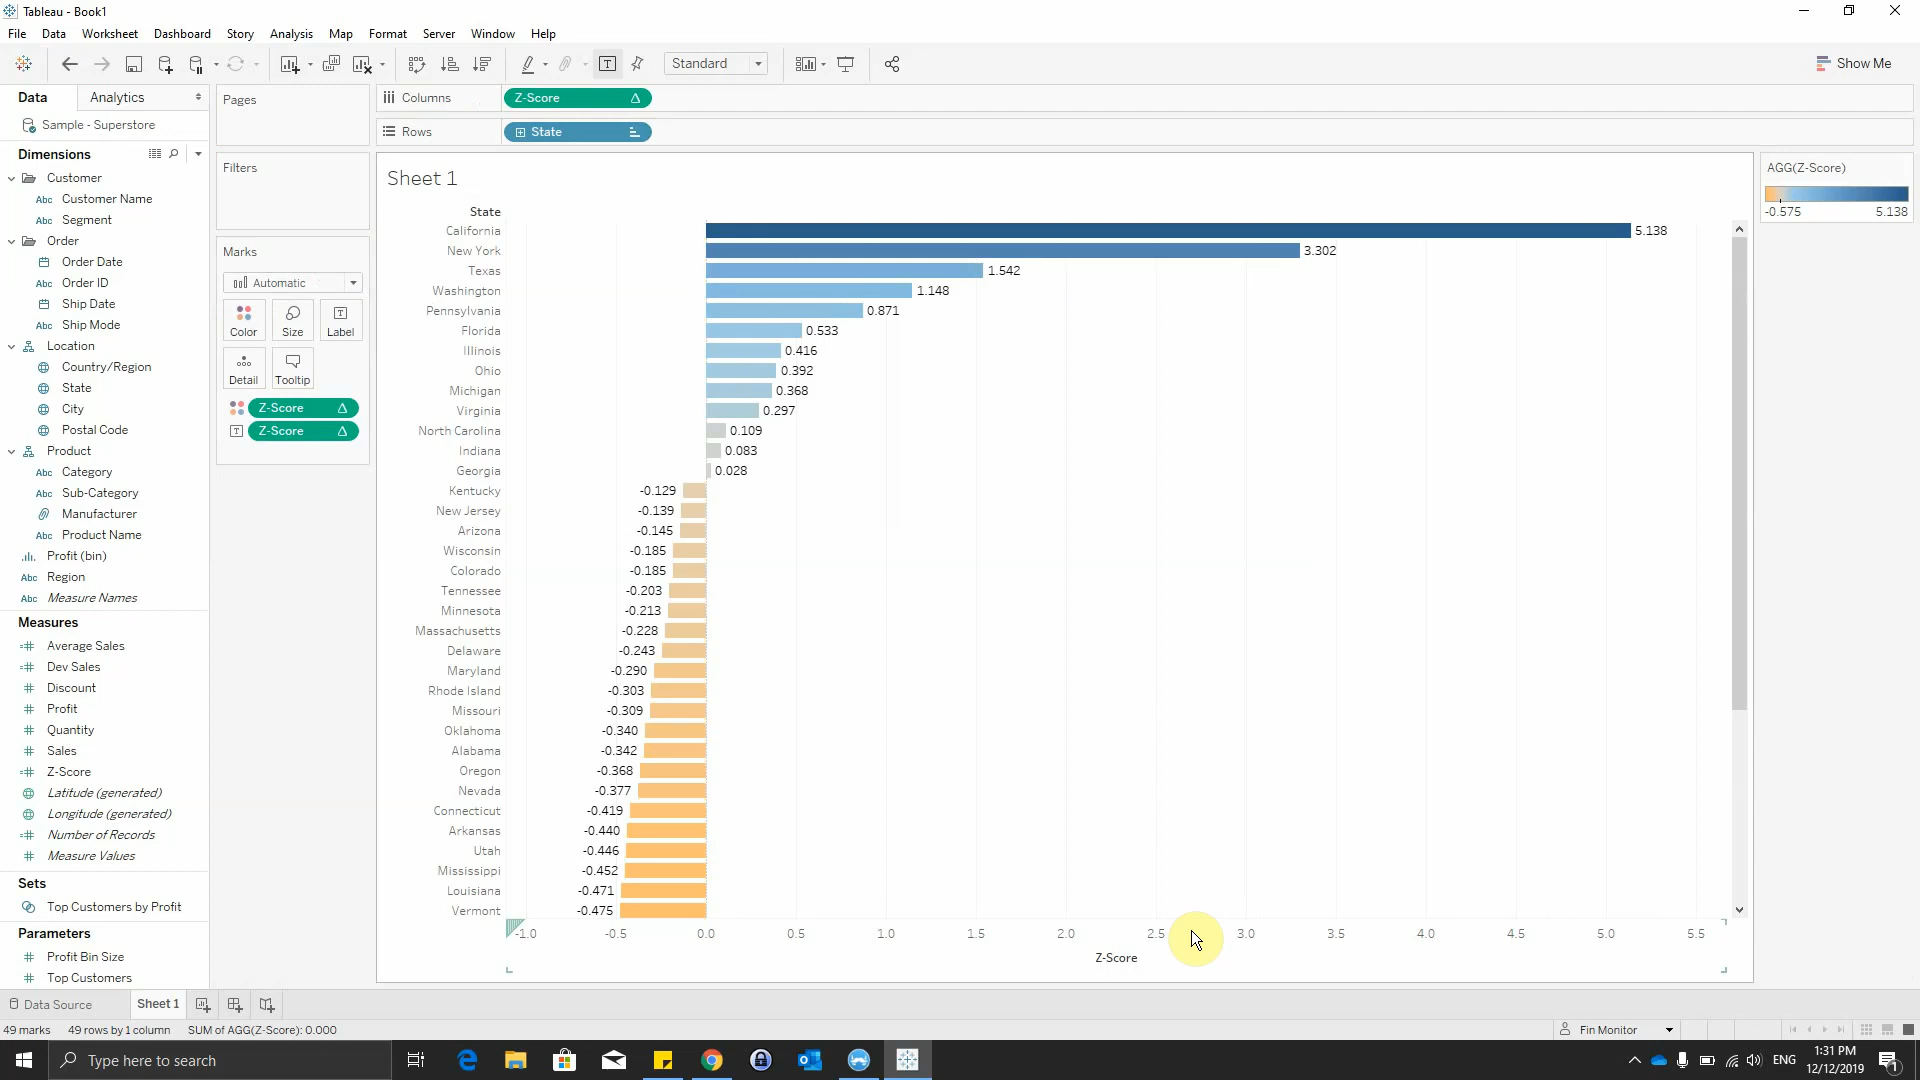 Tableau - Book1
File Data Worksheet Dashboard Story Analysis Map Format Server Window Help
Standard
Show Me
Data
Analytics
Sample - Superstore
Dimensions
Customer
Abc Customer Name
Abc Segment
Order
Order Date
Abc Order ID
Ship Date
Abc Ship Mode
Location
Country/Region
State
City
Postal Code
Product
Abc Category
Abc Sub-Category
Manufacturer
Abc Product Name
Profit (bin)
Abc Region
Abc Measure Names
Measures
Average Sales
Dev Sales
Discount
Profit
Quantity
Sales
Z-Score
Latitude (generated)
Longitude (generated)
Number of Records
Measure Values
Sets
Top Customers by Profit
Parameters
Profit Bin Size
Top Customers
Pages
Filters
Marks
Automatic
Color Size Label
Detail Tooltip
Z-Score
Z-Score
Columns Z-Score
Rows State
Sheet 1
State
California 5.138
New York 3.302
Texas 1.542
Washington 1.148
Pennsylvania 0.871
Florida 0.533
Illinois 0.416
Ohio 0.392
Michigan 0.368
Virginia 0.297
North Carolina 0.109
Indiana 0.083
Georgia 0.028
Kentucky -0.129
New Jersey -0.139
Arizona -0.145
Wisconsin -0.185
Colorado -0.185
Tennessee -0.203
Minnesota -0.213
Massachusetts -0.228
Delaware -0.243
Maryland -0.290
Rhode Island -0.303
Missouri -0.309
Oklahoma -0.340
Alabama -0.342
Oregon -0.368
Nevada -0.377
Connecticut -0.419
Arkansas -0.440
Utah -0.446
Mississippi -0.452
Louisiana -0.471
Vermont -0.475
-1.0 -0.5 0.0 0.5 1.0 1.5 2.0 2.5 3.0 3.5 4.0 4.5 5.0 5.5
Z-Score
AGG(Z-Score)
-0.575 5.138
Data Source
Sheet 1
49 marks 49 rows by 1 column SUM of AGG(Z-Score): 0.000
Fin Monitor
Type here to search
ENG
1:31 PM
12/12/2019
1